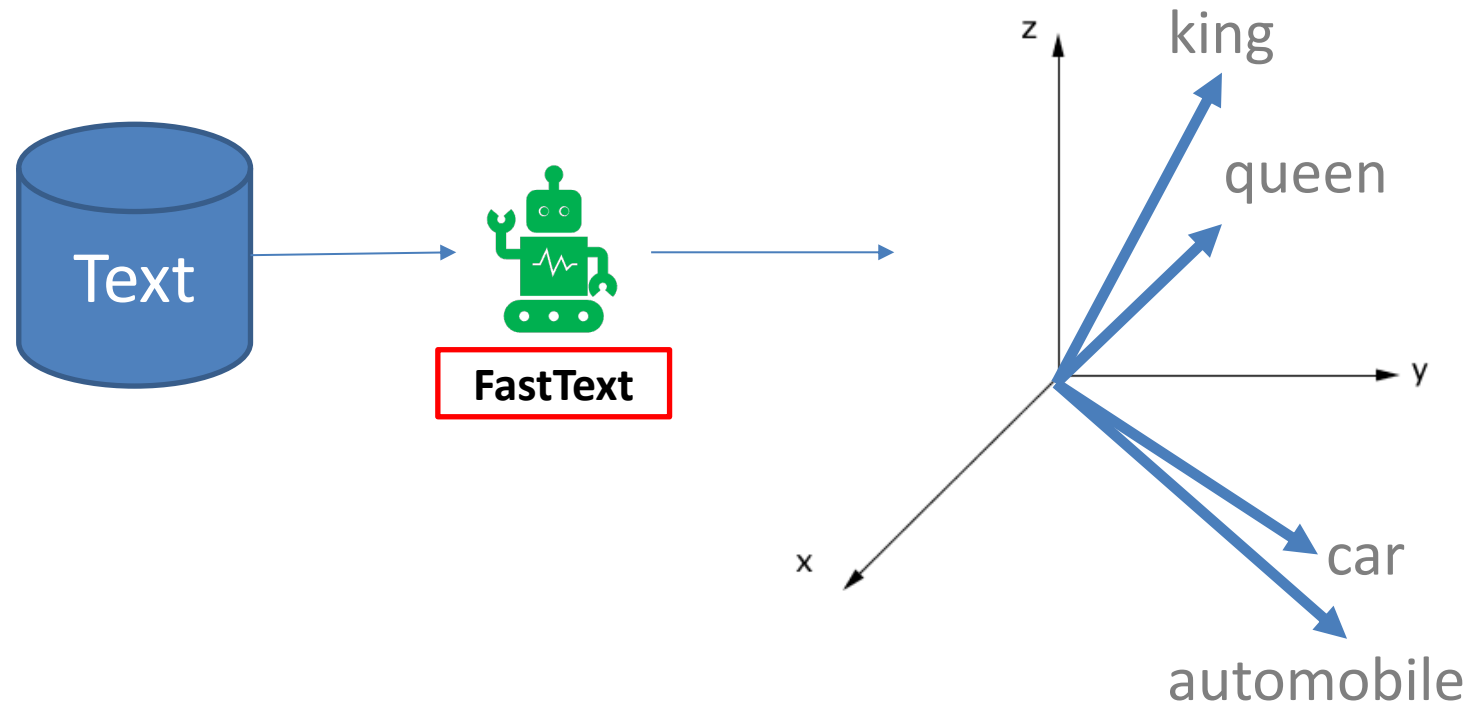 Text
FastText
z
king
queen
y
x
car
automobile